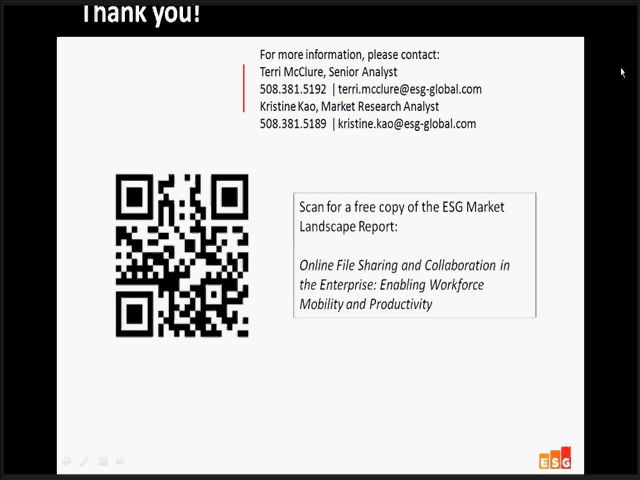 Thank you!
For more information, please contact:
Terri McClure, Senior Analyst
508.381.5192 | terri.mcclure@esg-global.com
Kristine Kao, Market Research Analyst
508.381.5189 | kristine.kao@esg-global.com
Scan for a free copy of the ESG Market
Landscape Report:
Online File Sharing and Collaboration in
the Enterprise: Enabling Workforce
Mobility and Productivity
ESG